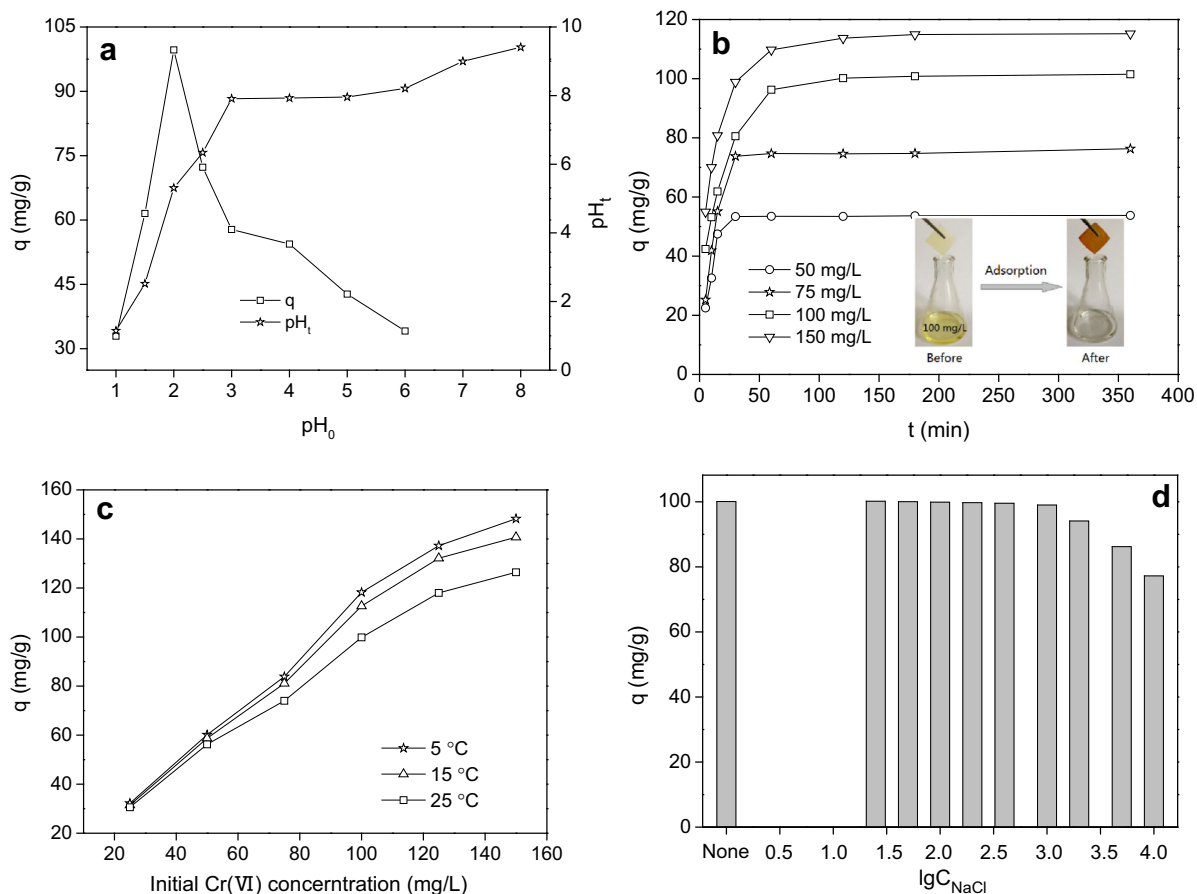 a
q (mg/g)
105
90
75
60
45
30
10
8
6
4
2
0
pH_t
q
pH_t
1 2 3 4 5 6 7 8
pH_0
b
q (mg/g)
120
100
80
60
40
20
0
50 mg/L
75 mg/L
100 mg/L
150 mg/L
Adsorption
100 mg/L
Before
After
0 50 100 150 200 250 300 350 400
t (min)
c
q (mg/g)
160
140
120
100
80
60
40
20
5 °C
15 °C
25 °C
20 40 60 80 100 120 140 160
Initial Cr(Ⅵ) concerntration (mg/L)
d
q (mg/g)
100
80
60
40
20
0
None 0.5 1.0 1.5 2.0 2.5 3.0 3.5 4.0
lgC_NaCl